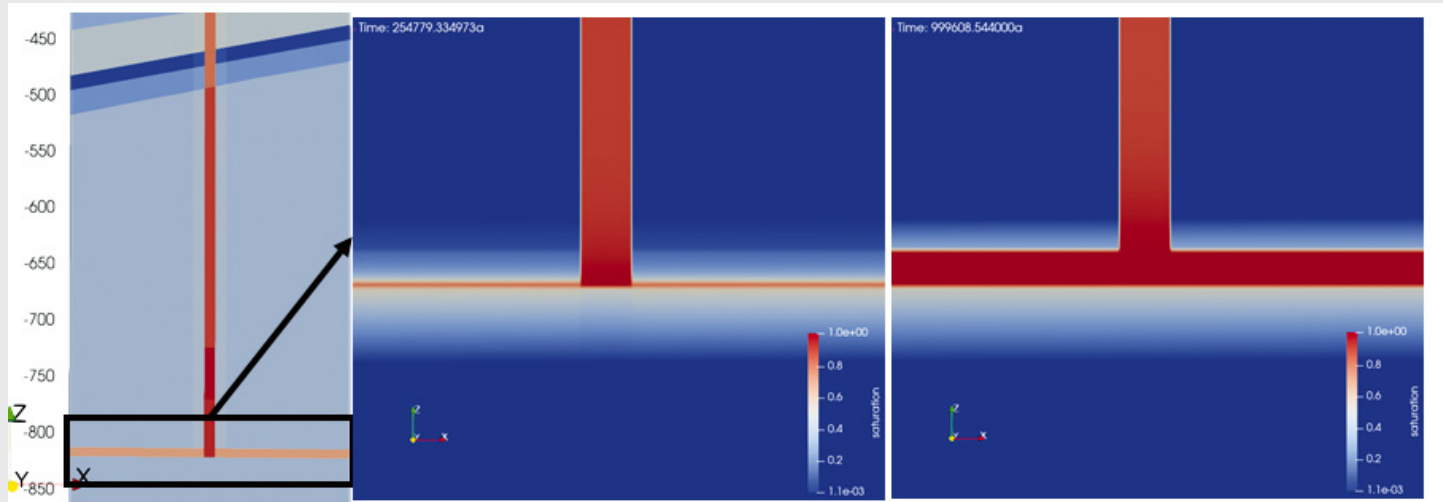 -450
-500
-550
-600
-650
-700
-750
-800
-850
Z
Y
X
Time: 254779.334973a
1.0e+00
0.8
0.6
0.4
0.2
1.1e-03
saturation
Z
Y
X
Time: 999608.544000a
1.0e+00
0.8
0.6
0.4
0.2
1.1e-03
saturation
Z
Y
X